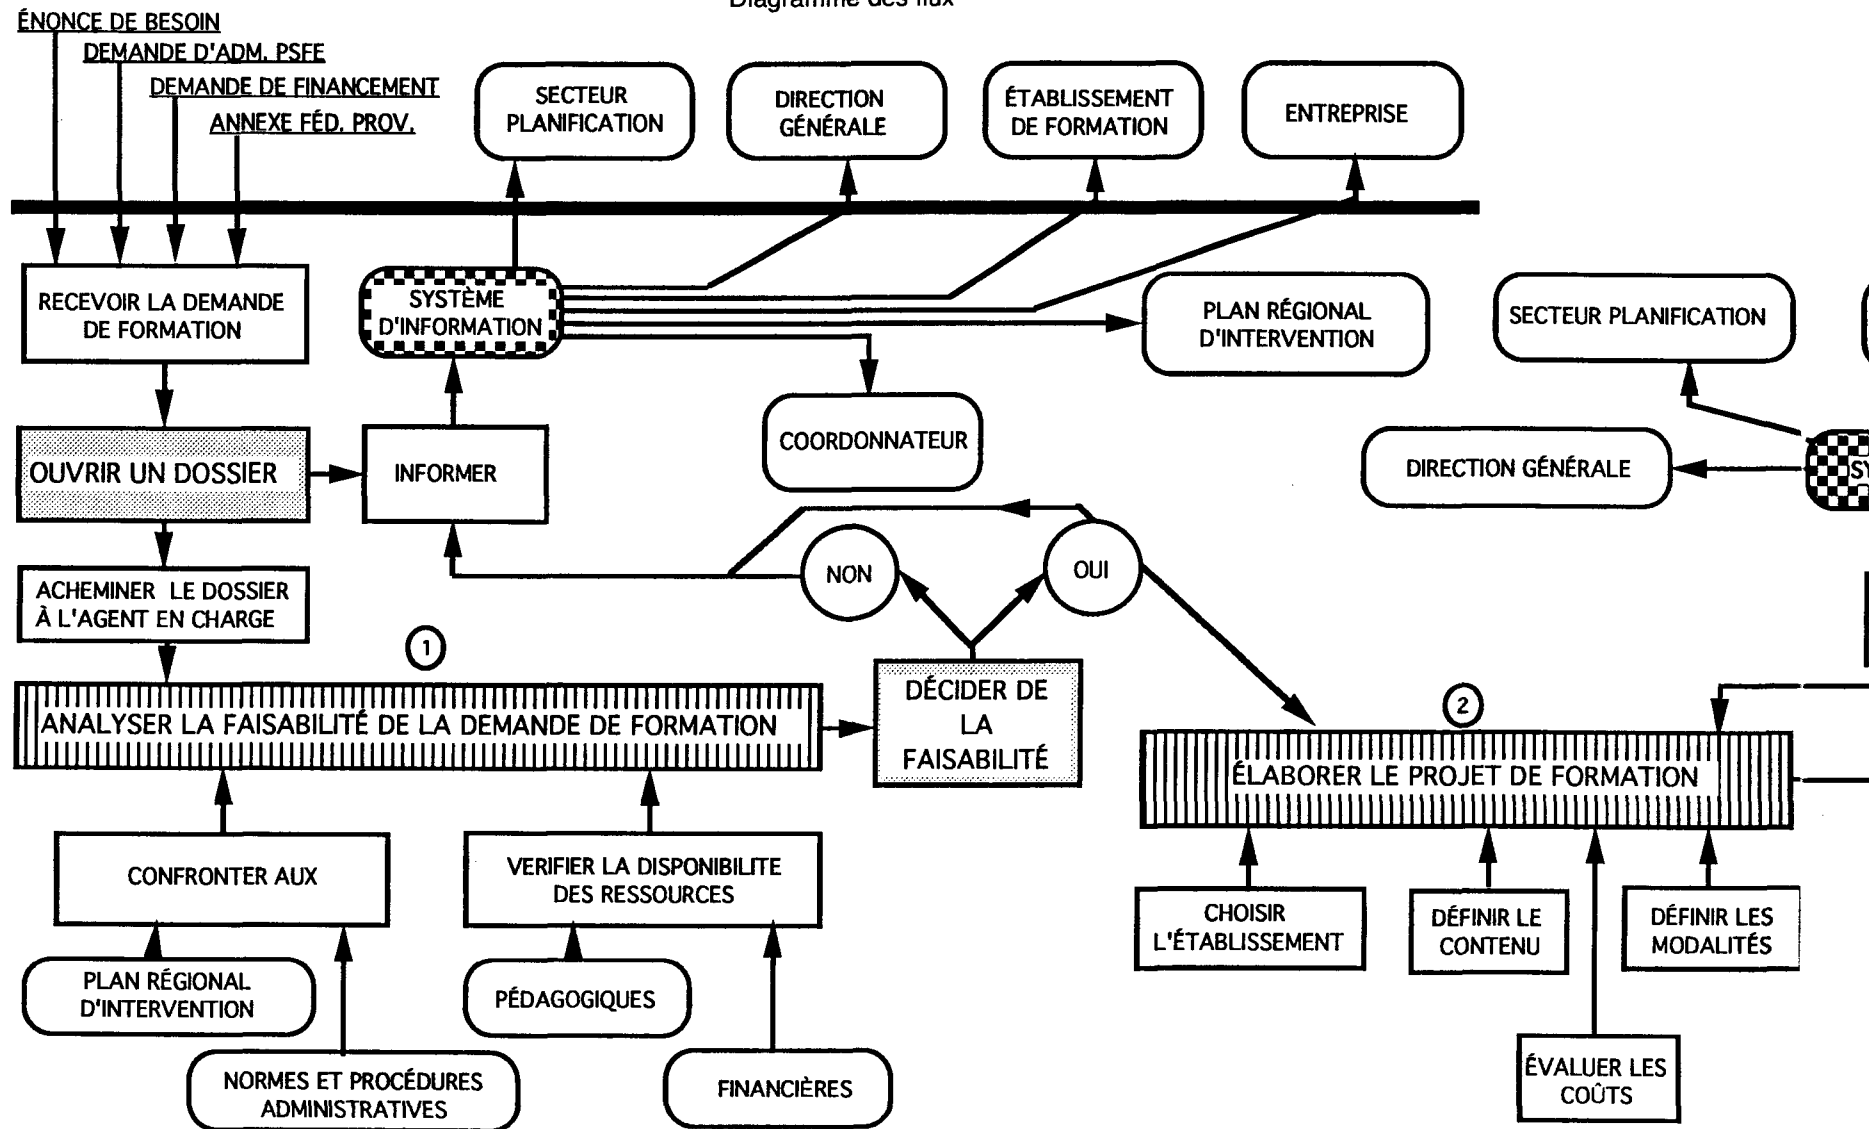 Diagramme des flux
ÉNONCE DE BESOIN
DEMANDE D'ADM. PSFE
DEMANDE DE FINANCEMENT
ANNEXE FÉD. PROV.
SECTEUR
PLANIFICATION
DIRECTION
GÉNÉRALE
ÉTABLISSEMENT
DE FORMATION
ENTREPRISE
RECEVOIR LA DEMANDE
DE FORMATION
SYSTÈME
D'INFORMATION
PLAN RÉGIONAL
D'INTERVENTION
SECTEUR PLANIFICATION
OUVRIR UN DOSSIER
INFORMER
COORDONNATEUR
DIRECTION GÉNÉRALE
SY
ACHEMINER LE DOSSIER
À L'AGENT EN CHARGE
NON
OUI
1
ANALYSER LA FAISABILITÉ DE LA DEMANDE DE FORMATION
DÉCIDER DE
LA
FAISABILITÉ
2
ÉLABORER LE PROJET DE FORMATION
CONFRONTER AUX
VERIFIER LA DISPONIBILITE
DES RESSOURCES
CHOISIR
L'ÉTABLISSEMENT
DÉFINIR LE
CONTENU
DÉFINIR LES
MODALITÉS
PLAN RÉGIONAL
D'INTERVENTION
PÉDAGOGIQUES
NORMES ET PROCÉDURES
ADMINISTRATIVES
FINANCIÈRES
ÉVALUER LES
COÛTS